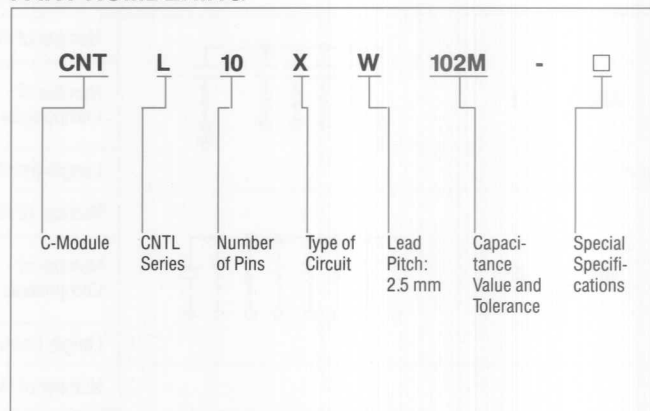 CNT L 10 X W 102M - □
C-Module
CNTL
Series
Number
of Pins
Type of
Circuit
Lead
Pitch:
2.5 mm
Capaci-
tance
Value and
Tolerance
Special
Specifi-
cations